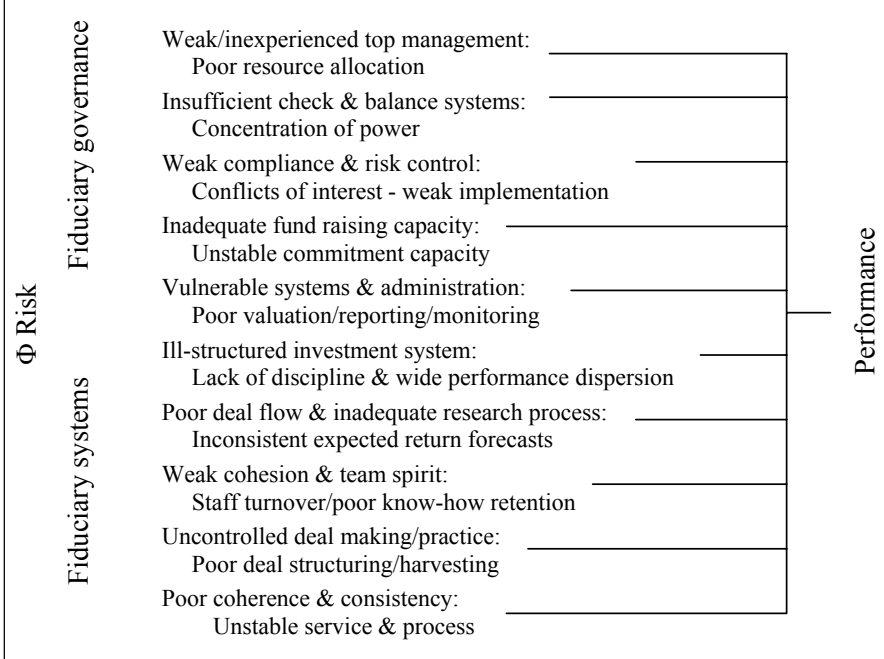 Φ Risk
Fiduciary governance
Fiduciary systems
Weak/inexperienced top management:
Poor resource allocation
Insufficient check & balance systems:
Concentration of power
Weak compliance & risk control:
Conflicts of interest - weak implementation
Inadequate fund raising capacity:
Unstable commitment capacity
Vulnerable systems & administration:
Poor valuation/reporting/monitoring
Ill-structured investment system:
Lack of discipline & wide performance dispersion
Poor deal flow & inadequate research process:
Inconsistent expected return forecasts
Weak cohesion & team spirit:
Staff turnover/poor know-how retention
Uncontrolled deal making/practice:
Poor deal structuring/harvesting
Poor coherence & consistency:
Unstable service & process
Performance